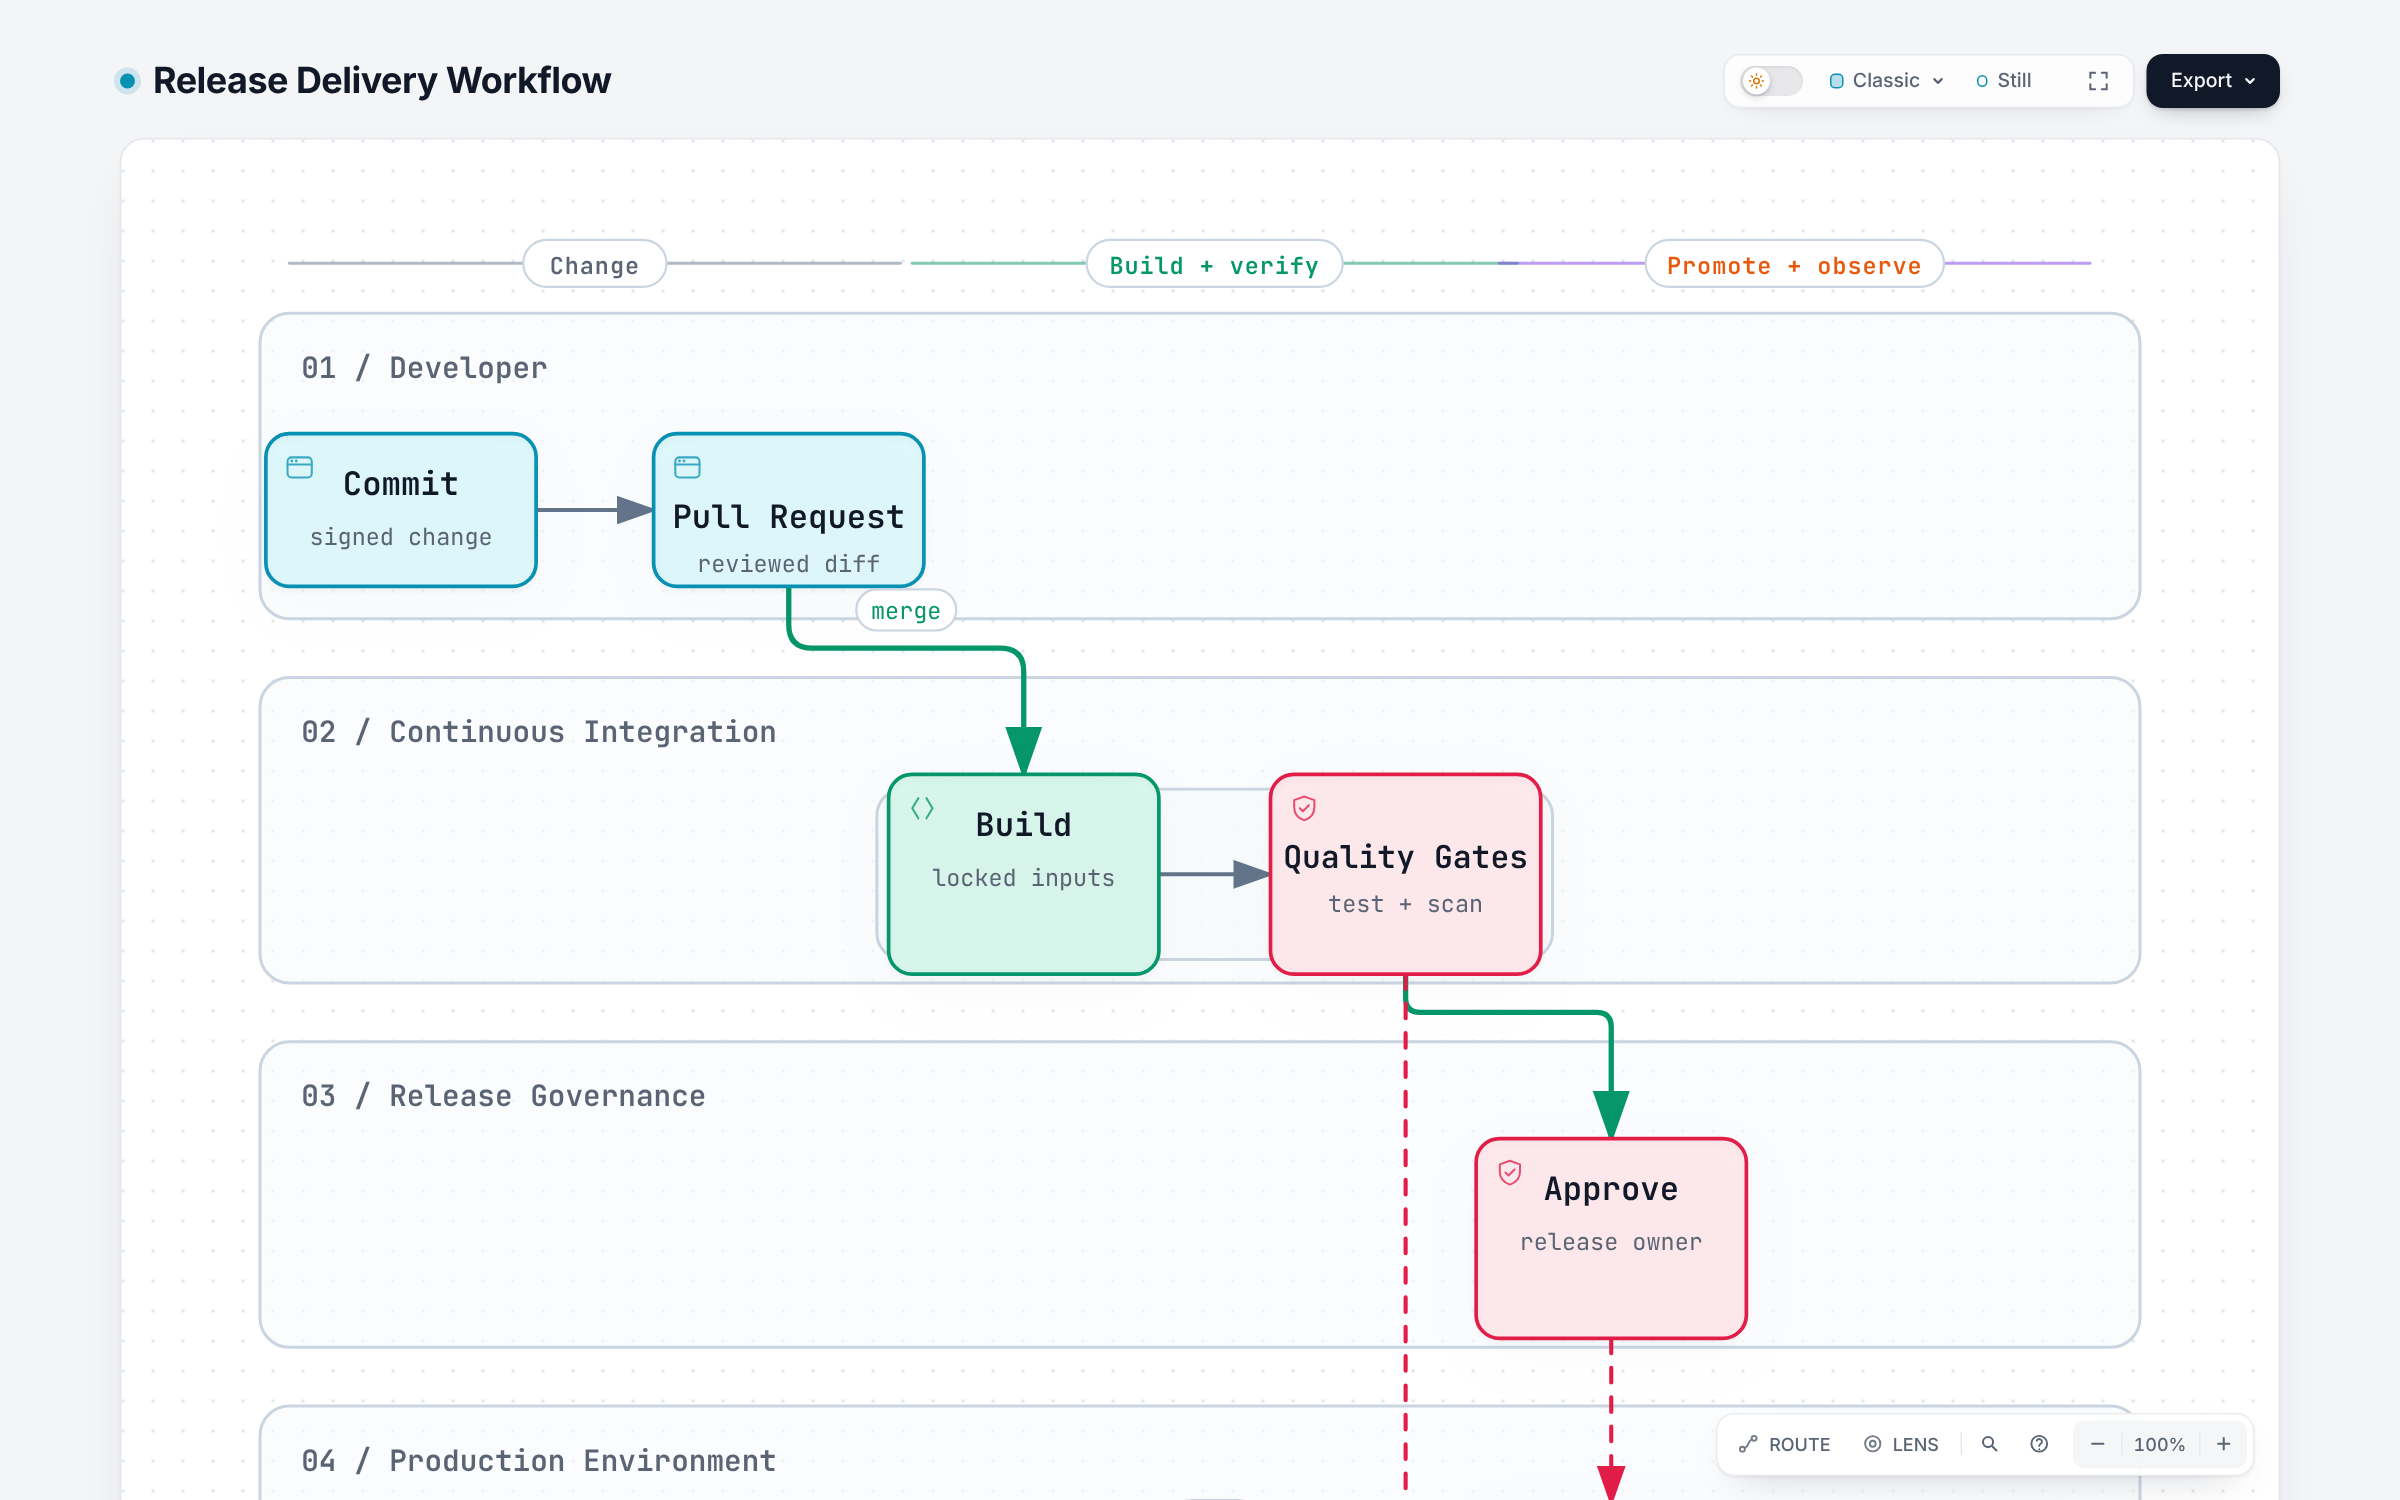 Release Delivery Workflow
Classic
Still
Export
Change
Build + verify
Promote + observe
01 / Developer
Commit
signed change
Pull Request
reviewed diff
merge
02 / Continuous Integration
Build
locked inputs
Quality Gates
test + scan
03 / Release Governance
Approve
release owner
04 / Production Environment
ROUTE
LENS
100%